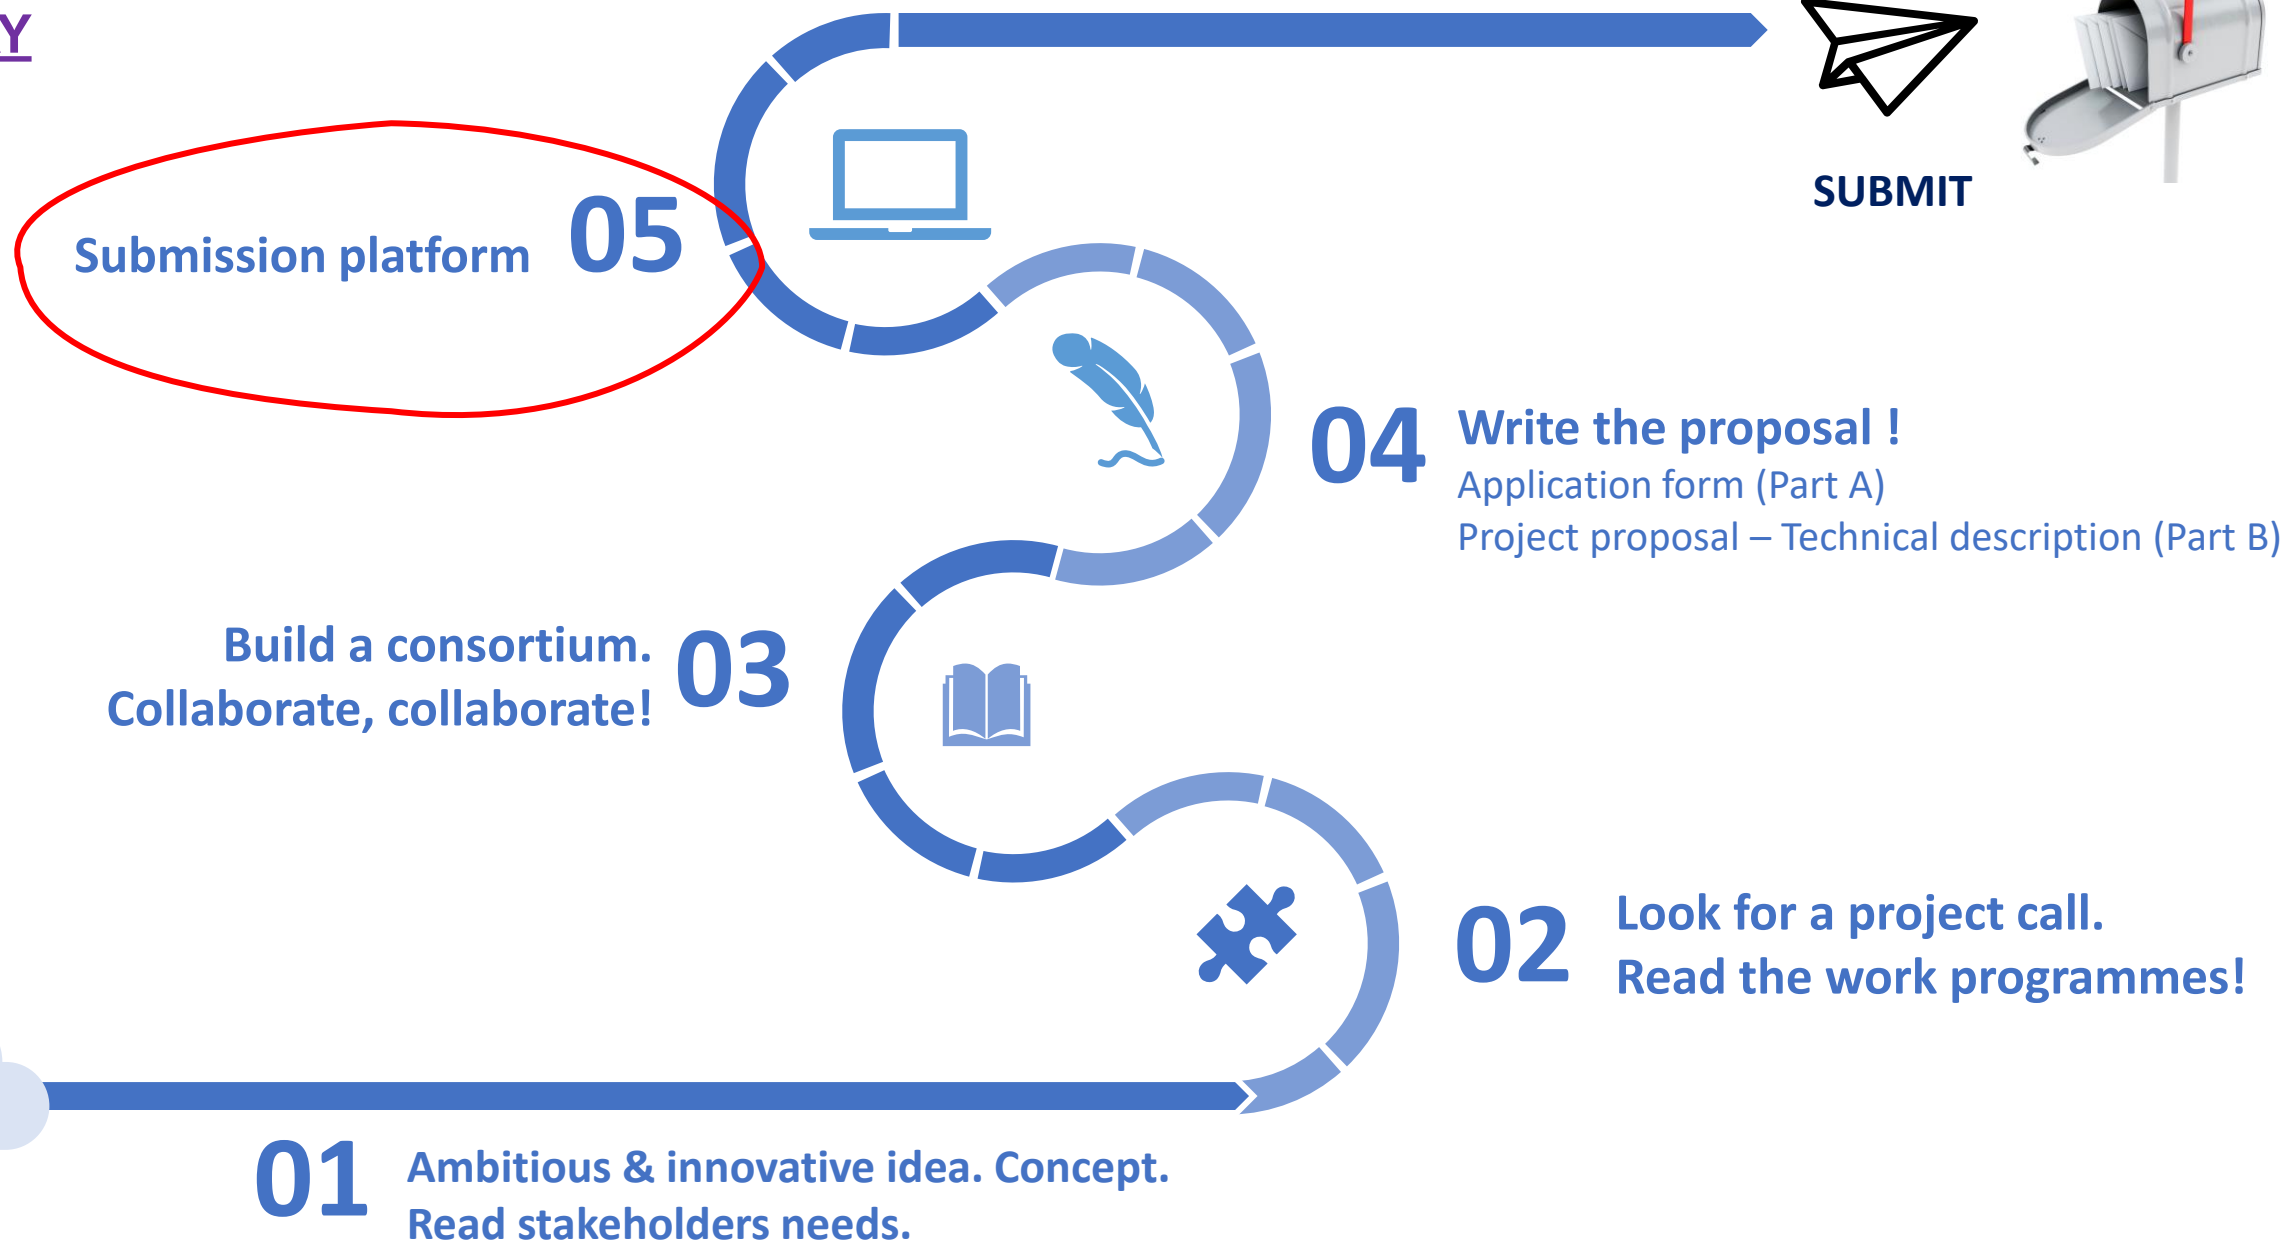 SUBMIT
Submission platform 05
04 Write the proposal !
Application form (Part A)
Project proposal – Technical description (Part B)
Build a consortium. 03
Collaborate, collaborate!
02 Look for a project call.
Read the work programmes!
01 Ambitious & innovative idea. Concept.
Read stakeholders needs.